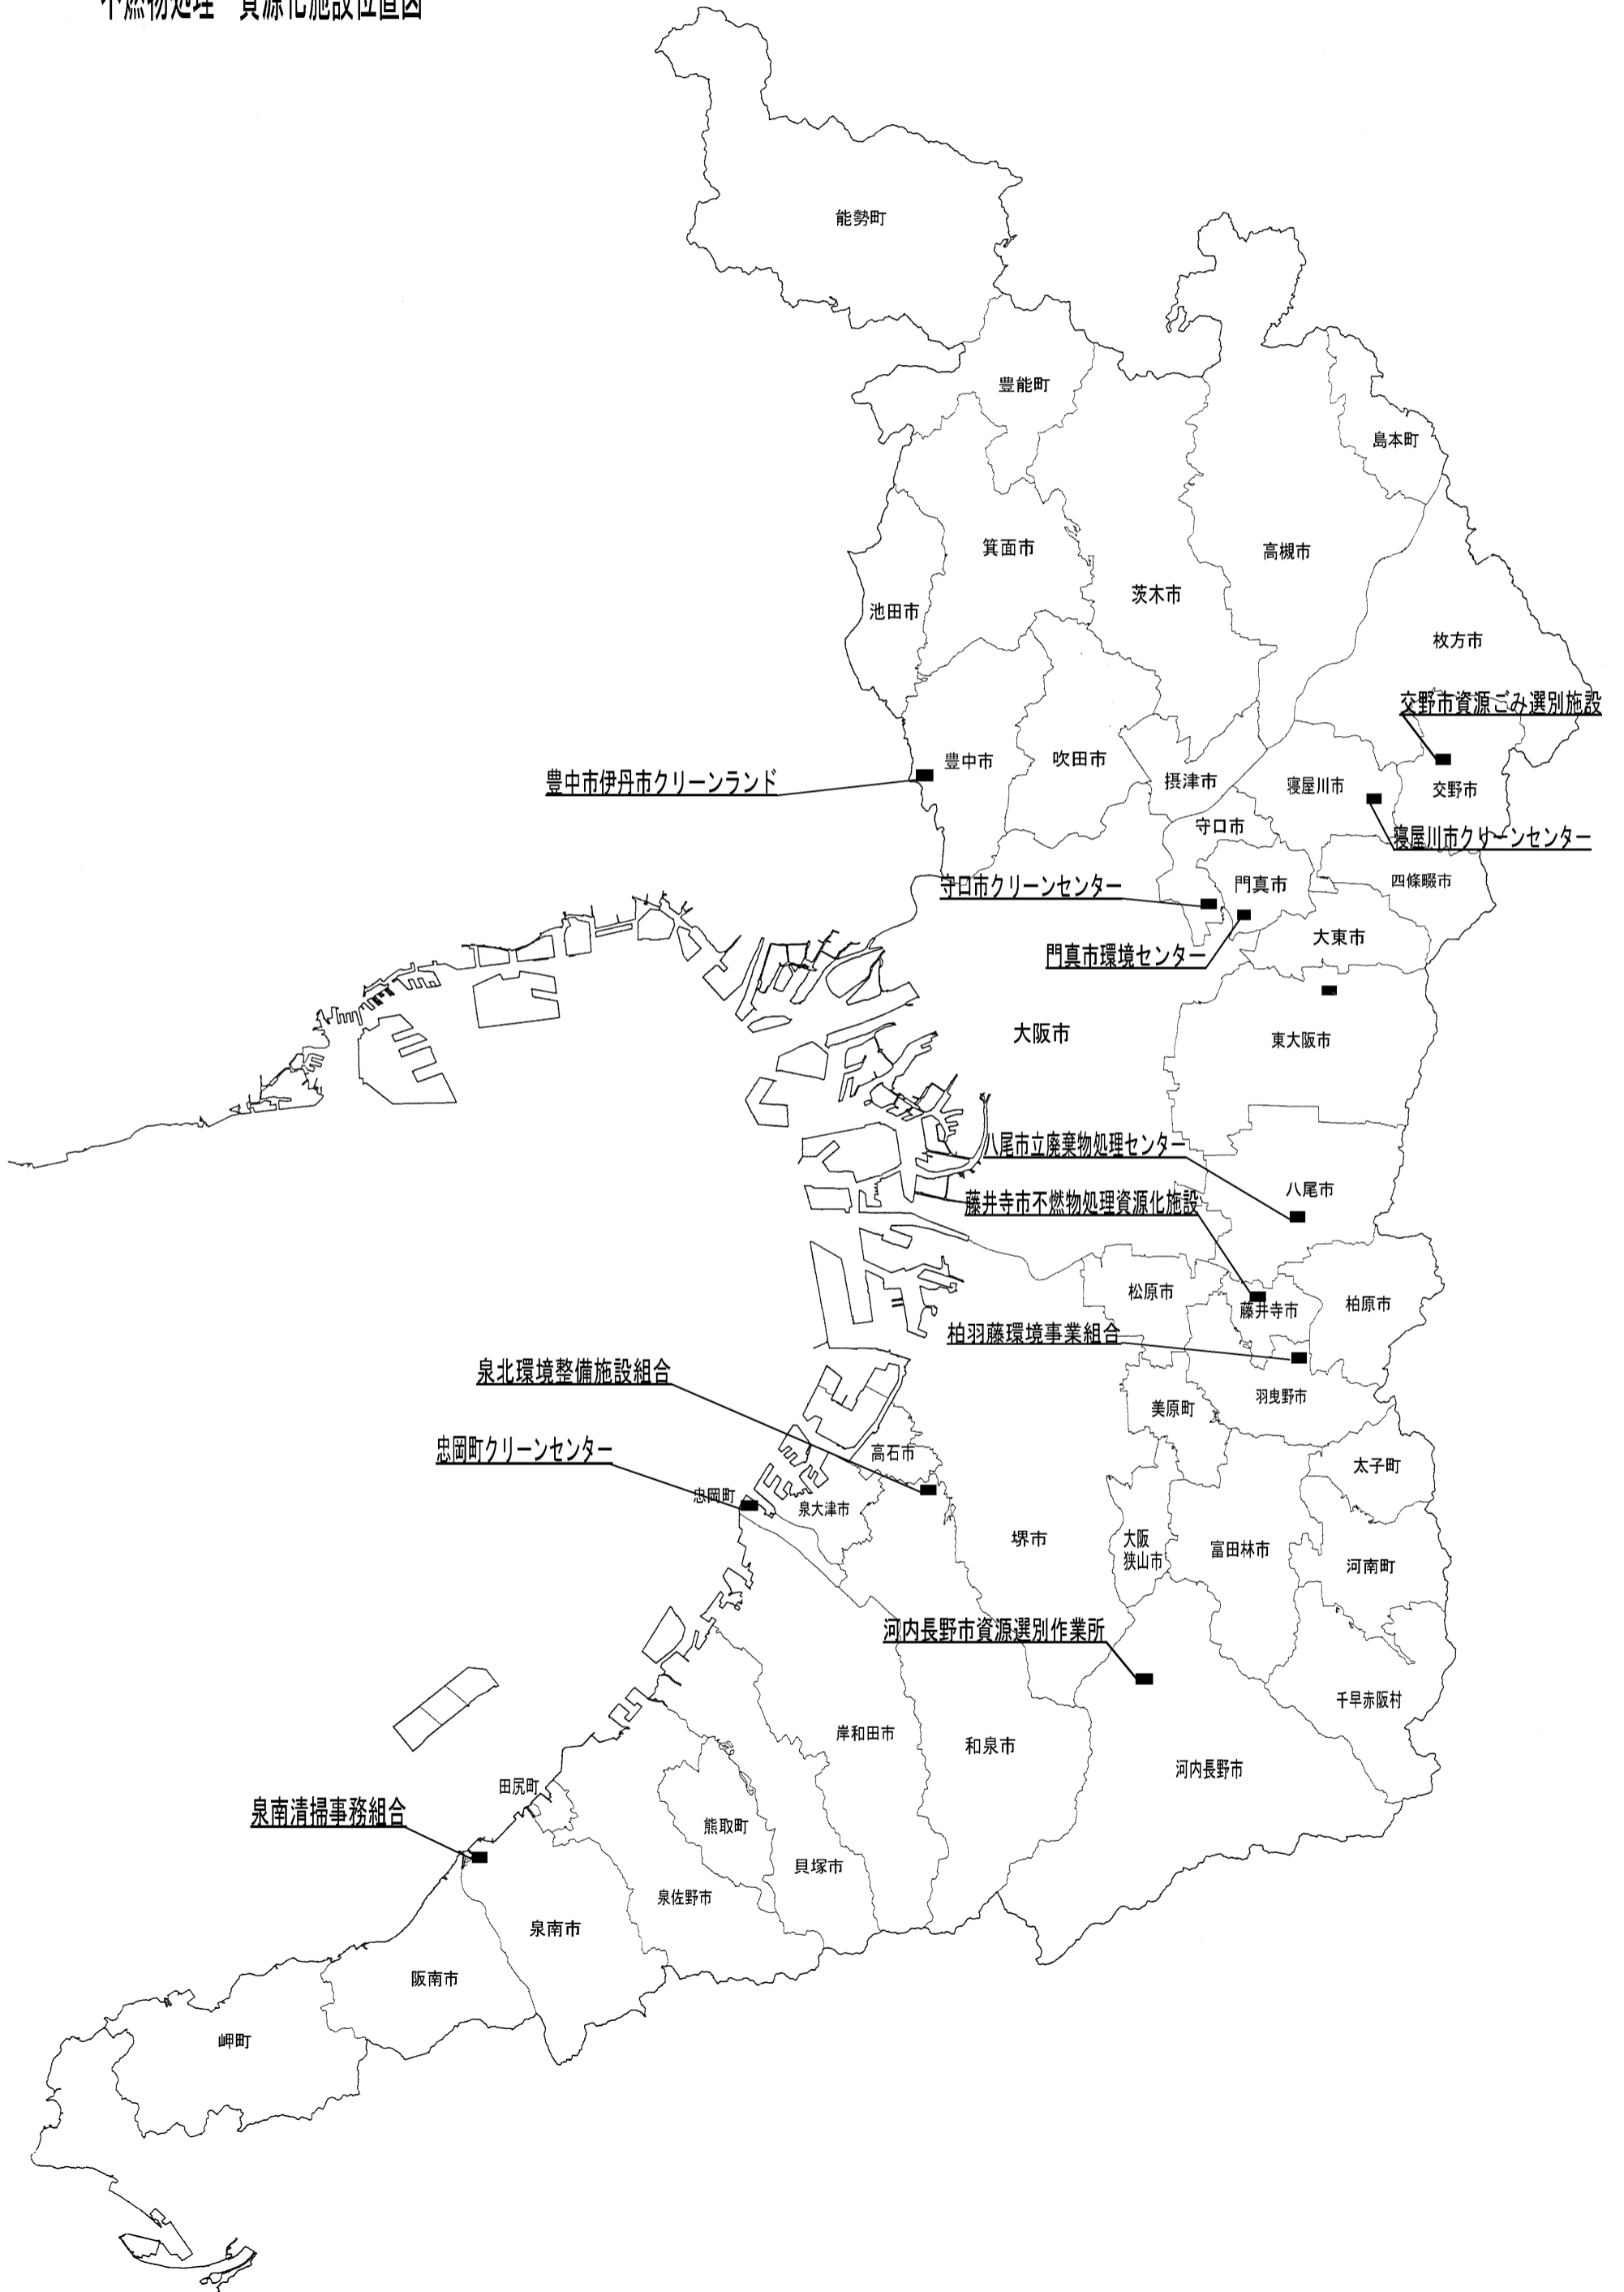 不燃物処理 資源化施設位置図
能勢町
豊能町
島本町
箕面市
高槻市
茨木市
池田市
枚方市
交野市資源ごみ選別施設
豊中市
吹田市
豊中市伊丹市クリーンランド
摂津市
寝屋川市
交野市
守口市
寝屋川市クリーンセンター
守口市クリーンセンター
門真市
四條畷市
大東市
門真市環境センター
大阪市
東大阪市
八尾市立廃棄物処理センター
八尾市
藤井寺市不燃物処理資源化施設
松原市
藤井寺市
柏原市
柏羽藤環境事業組合
泉北環境整備施設組合
羽曳野市
美原町
忠岡町クリーンセンター
高石市
太子町
忠岡町
泉大津市
堺市
大阪
狭山市
富田林市
河南町
河内長野市資源選別作業所
千早赤阪村
岸和田市
和泉市
河内長野市
田尻町
泉南清掃事務組合
熊取町
貝塚市
泉佐野市
泉南市
阪南市
岬町